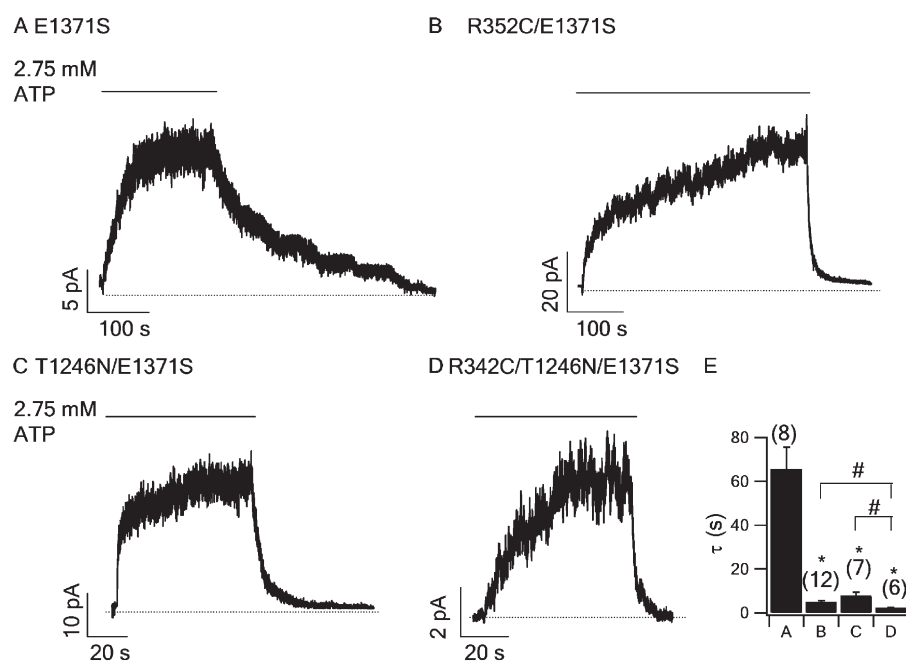 A E1371S
B R352C/E1371S
2.75 mM
ATP
5 pA
100 s
20 pA
100 s
C T1246N/E1371S
D R342C/T1246N/E1371S
E
2.75 mM
ATP
10 pA
20 s
2 pA
20 s
80
60
40
20
0
τ (s)
(8)
#
#
*
(12)
*
(7)
*
(6)
A B C D